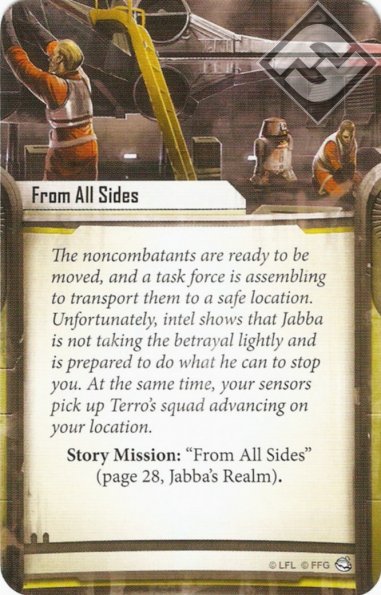 From All Sides
The noncombatants are ready to be
moved, and a task force is assembling
to transport them to a safe location.
Unfortunately, intel shows that Jabba
is not taking the betrayal lightly and
is prepared to do what he can to stop
you. At the same time, your sensors
pick up Terro's squad advancing on
your location.
Story Mission: “From All Sides”
(page 28, Jabba's Realm).
© LFL © FFG